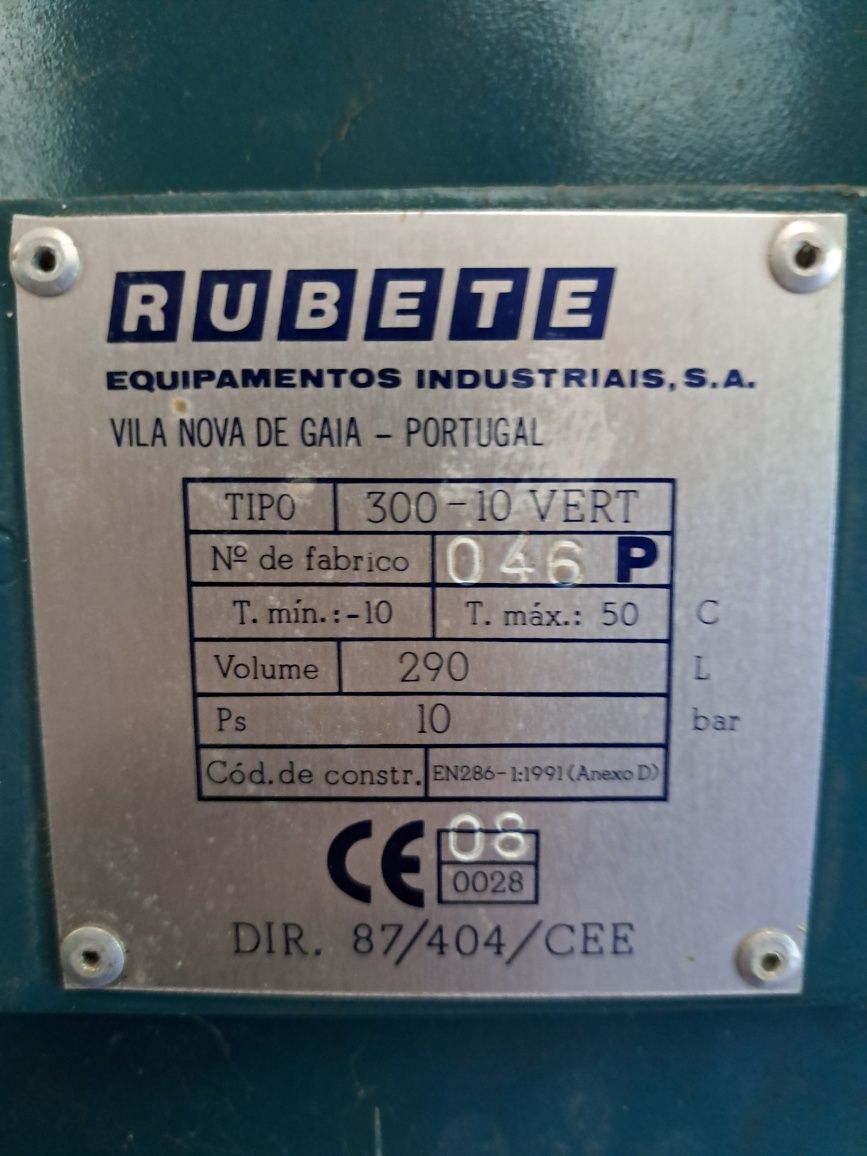 RUBETE
EQUIPAMENTOS INDUSTRIAIS, S.A.
VILA NOVA DE GAIA – PORTUGAL
TIPO 300-10 VERT
Nº de fabrico 046 P
T. mín.:-10 T. máx.: 50 C
Volume 290 L
Ps 10 bar
Cód. de constr. EN286-1:1991 (Anexo D)
CE 08
0028
DIR. 87/404/CEE